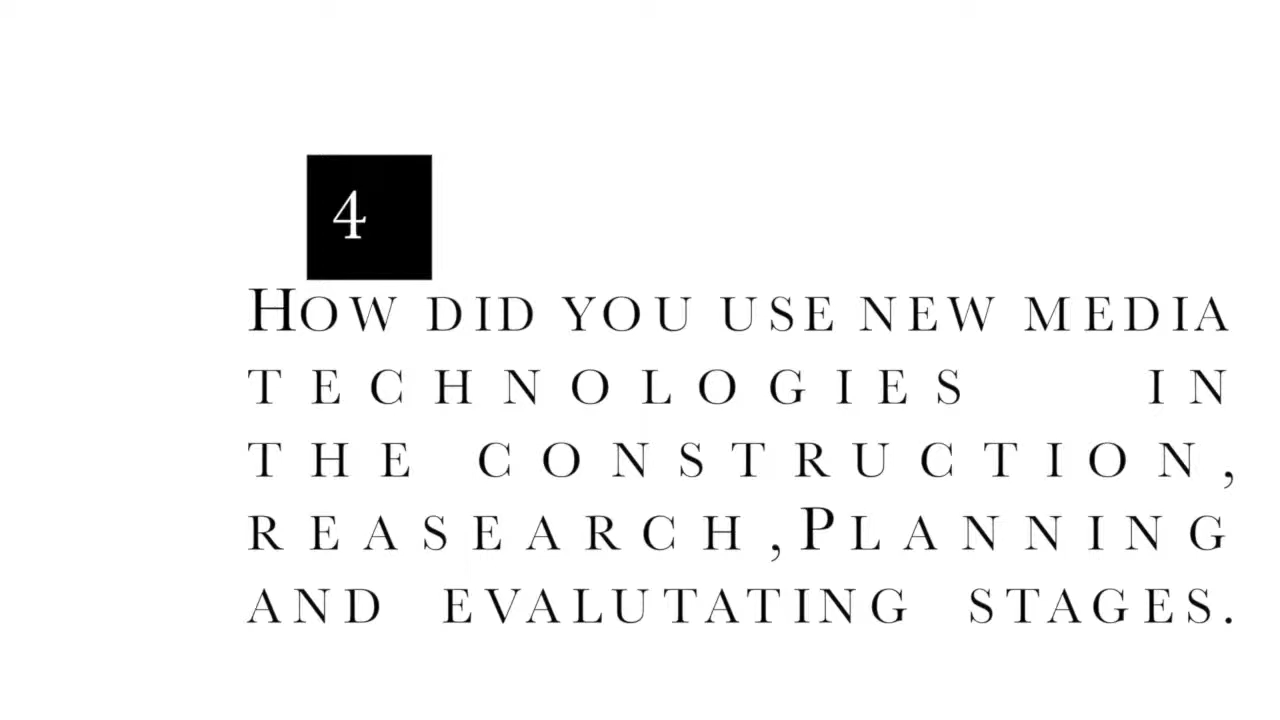 4
How did you use new media
technologies in
the construction,
reasearch,Planning
and evalutating stages.